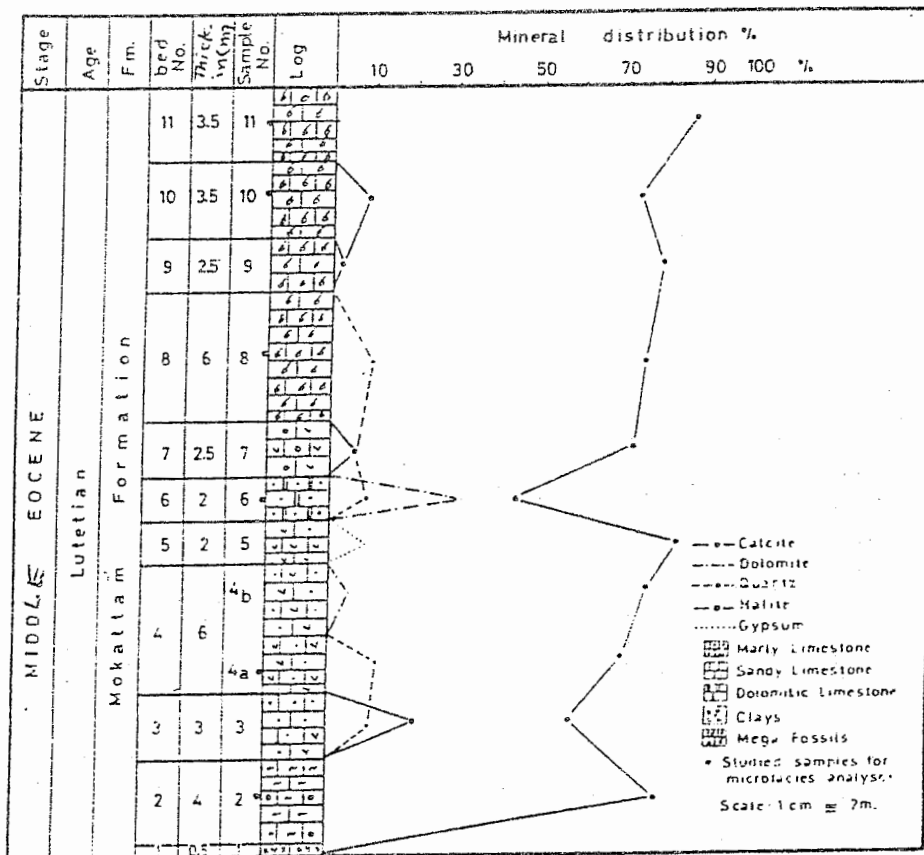 Stage Age Fm. bed No. Thick. in(m). Sample No. Log Mineral distribution %
10 30 50 70 90 100 %
MIDDLE EOCENE
Lutetian
Mokattam Formation
11 3.5 11
10 3.5 10
9 2.5 9
8 6 8
7 2.5 7
6 2 6
5 2 5
4 6 4b
4a
3 3 3
2 4 2
1 0.5 1
Calcite
Dolomite
Quartz
Halite
Gypsum
Marly Limestone
Sandy Limestone
Dolomitic Limestone
Clays
Mega Fossils
• Studied samples for
microfacies analyses
Scale 1 cm ≅ 2m.